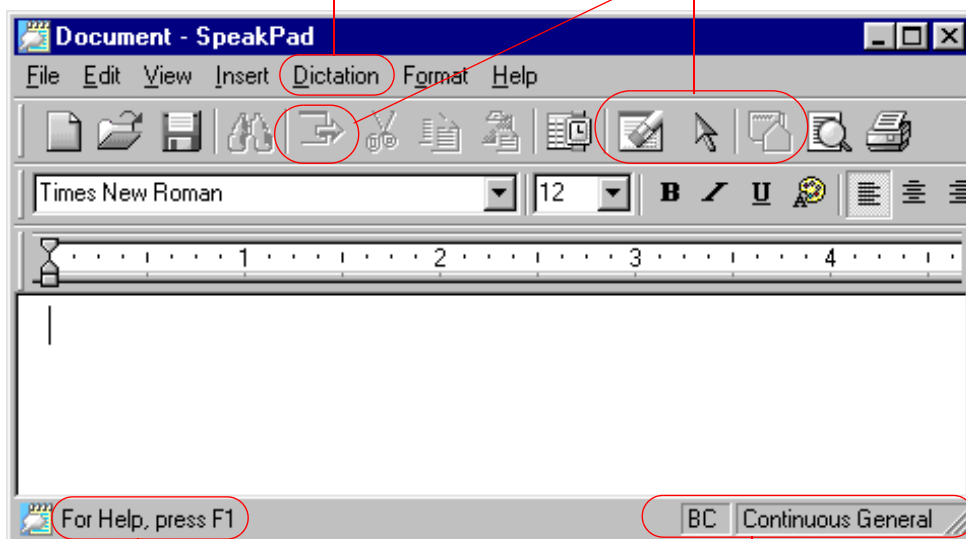 Document - SpeakPad
File Edit View Insert Dictation Format Help
Times New Roman 12 B I U A
1 2 3 4
For Help, press F1 BC Continuous General